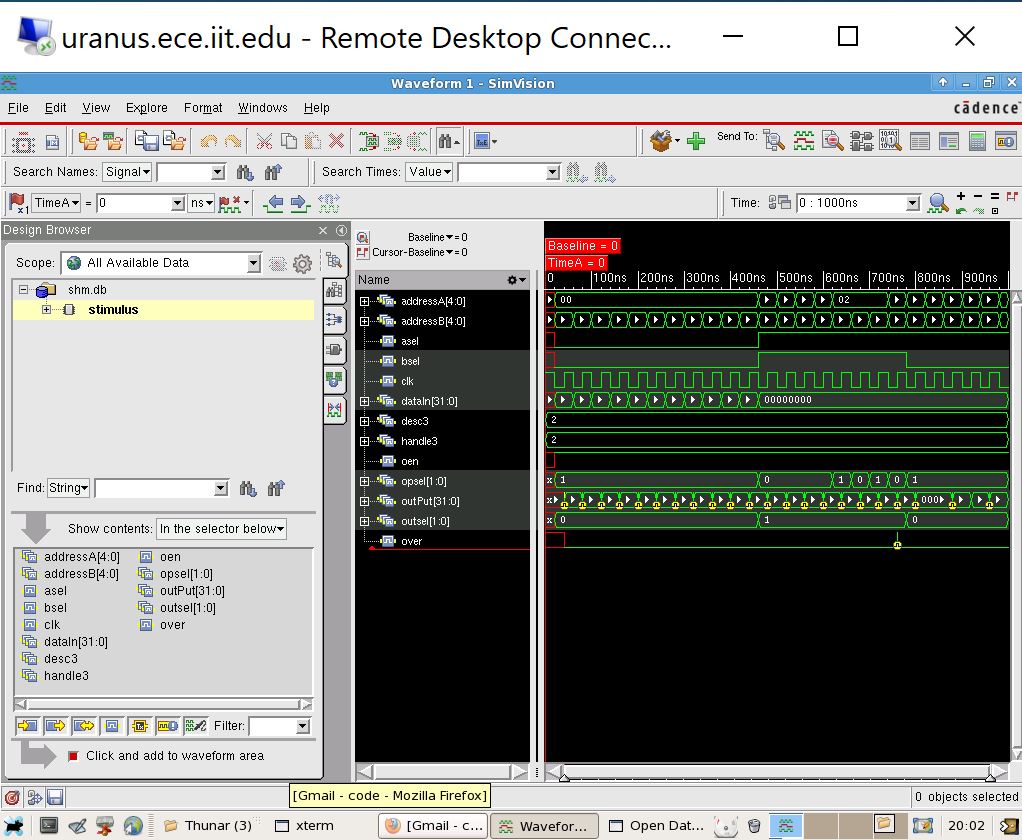 uranus.ece.iit.edu - Remote Desktop Connec...
Waveform 1 - SimVision
File Edit View Explore Format Windows Help
cādence
Send To:
Search Names: Signal
Search Times: Value
TimeA = 0 ns
Time: 0 : 1000ns
Design Browser
Scope: All Available Data
shm.db
stimulus
Find: String
Show contents: In the selector below
addressA[4:0]
addressB[4:0]
asel
bsel
clk
dataIn[31:0]
desc3
handle3
oen
opsel[1:0]
outPut[31:0]
outsel[1:0]
over
Filter:
Click and add to waveform area
Baseline = 0
Cursor-Baseline = 0
Name
addressA[4:0]
addressB[4:0]
asel
bsel
clk
dataIn[31:0]
desc3
handle3
oen
opsel[1:0]
outPut[31:0]
outsel[1:0]
over
Baseline = 0
TimeA = 0
0 100ns 200ns 300ns 400ns 500ns 600ns 700ns 800ns 900ns
00 02
00000000
2
2
x 1 0 1 0 1 0 1
x 000
x 0 1 0
[Gmail - code - Mozilla Firefox]
0 objects selected
Thunar (3) xterm [Gmail - c... Wavefor... Open Dat... 20:02